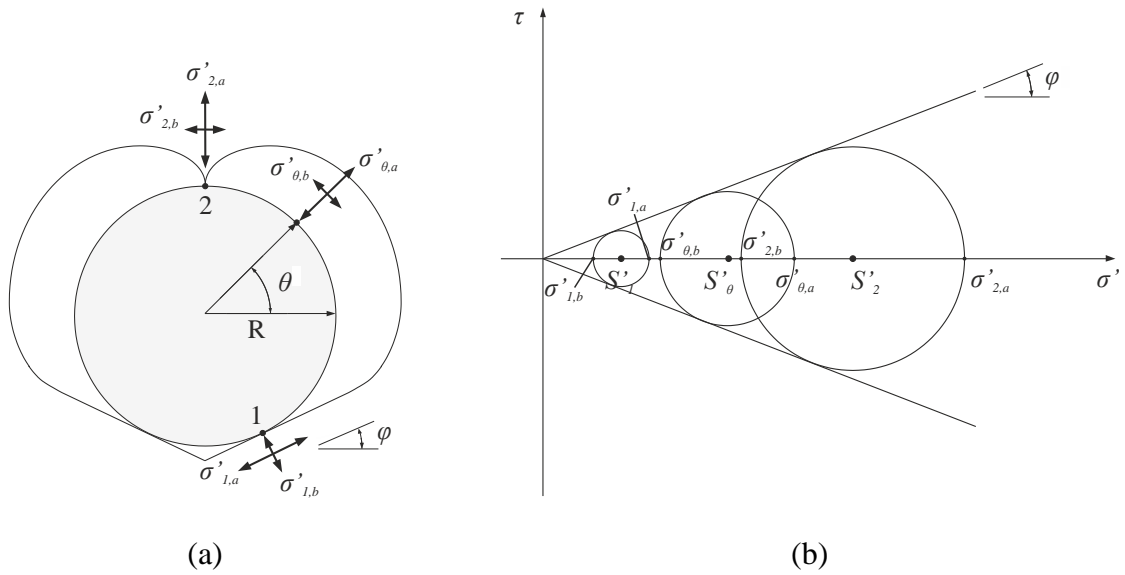 σ'2,a
σ'2,b
σ'θ,b
σ'θ,a
2
θ
R
1
φ
σ'1,a
σ'1,b
(a)
τ
φ
σ'1,a
σ'θ,b
σ'2,b
σ'1,b
S'1
S'θ
σ'θ,a
S'2
σ'2,a
σ'
(b)